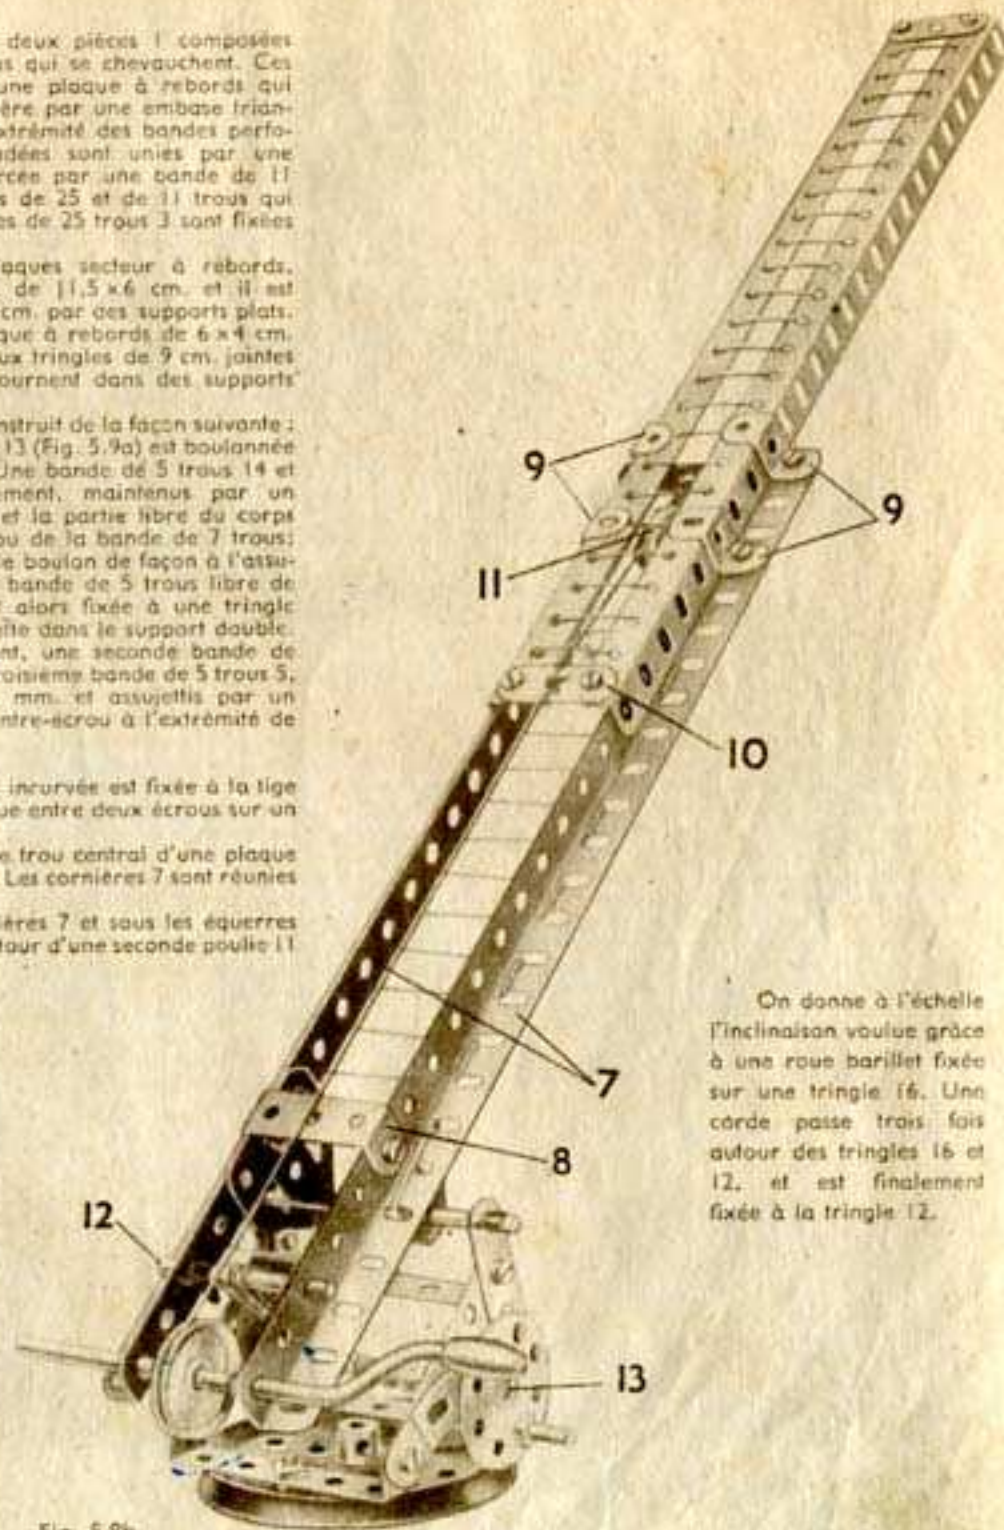 deux pièces 1 composées
s qui se chevauchent. Ces
une plaque à rebords qui
ère par une embase trian-
xtrémité des bandes perfo-
dées sont unies par une
rcée par une bande de 11
s de 25 et de 11 trous qui
es de 25 trous 3 sont fixées
aques secteur à rebords,
de 11,5 × 6 cm. et il est
cm. par des supports plats.
que à rebords de 6 × 4 cm.
ux tringles de 9 cm. jointes
ournent dans des supports
nstruit de la façon suivante :
13 (Fig. 5.9a) est boulonnée
Une bande de 5 trous 14 et
ement, maintenus par un
et la partie libre du corps
ou de la bande de 7 trous;
le boulon de façon à l'assu-
bande de 5 trous libre de
t alors fixée à une tringle
îte dans le support double.
nt, une seconde bande de
roisième bande de 5 trous 5,
mm. et assujettis par un
ntre-écrou à l'extrémité de
incurvée est fixée à la tige
ue entre deux écrous sur un
e trou central d'une plaque
Les cornières 7 sont réunies
ières 7 et sous les équerres
tour d'une seconde poulie 11
9
9
11
10
7
8
12
13
On donne à l'échelle
l'inclinaison voulue grâce
à une roue barillet fixée
sur une tringle 16. Une
corde passe trois fois
autour des tringles 16 et
12, et est finalement
fixée à la tringle 12.
Fig. 5.9b